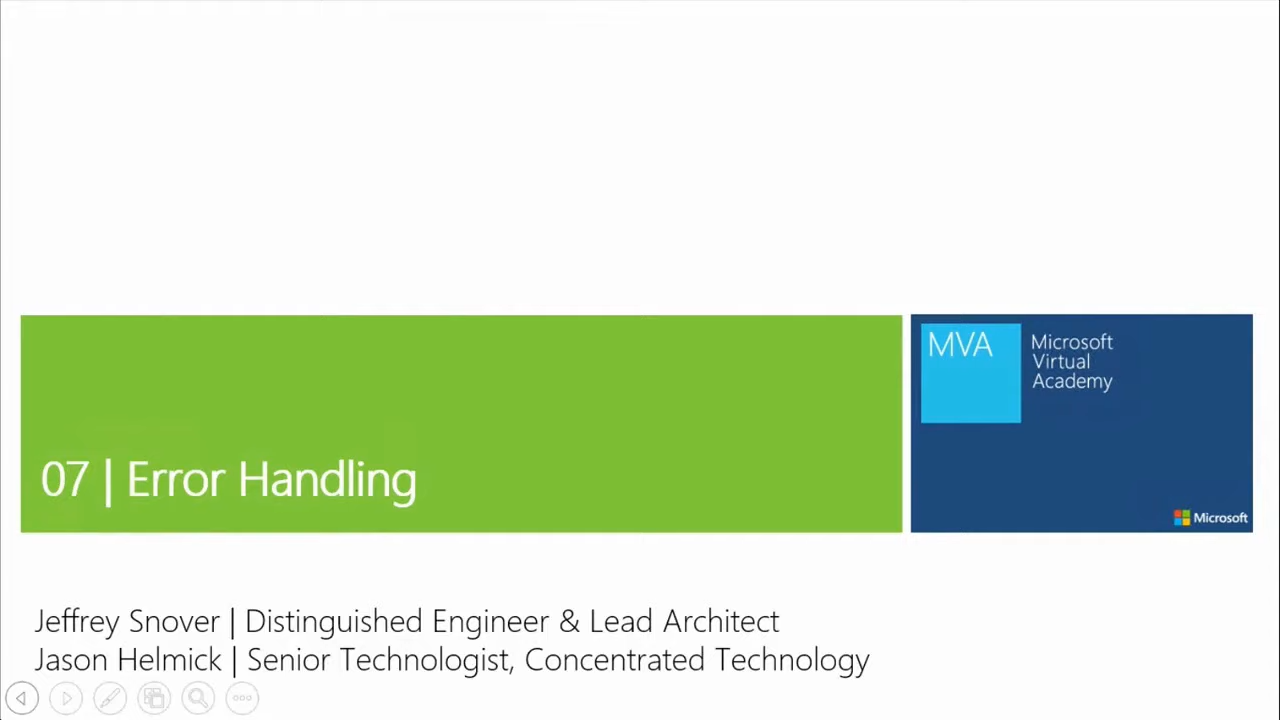 MVA
Microsoft
Virtual
Academy
07 | Error Handling
Microsoft
Jeffrey Snover | Distinguished Engineer & Lead Architect
Jason Helmick | Senior Technologist, Concentrated Technology